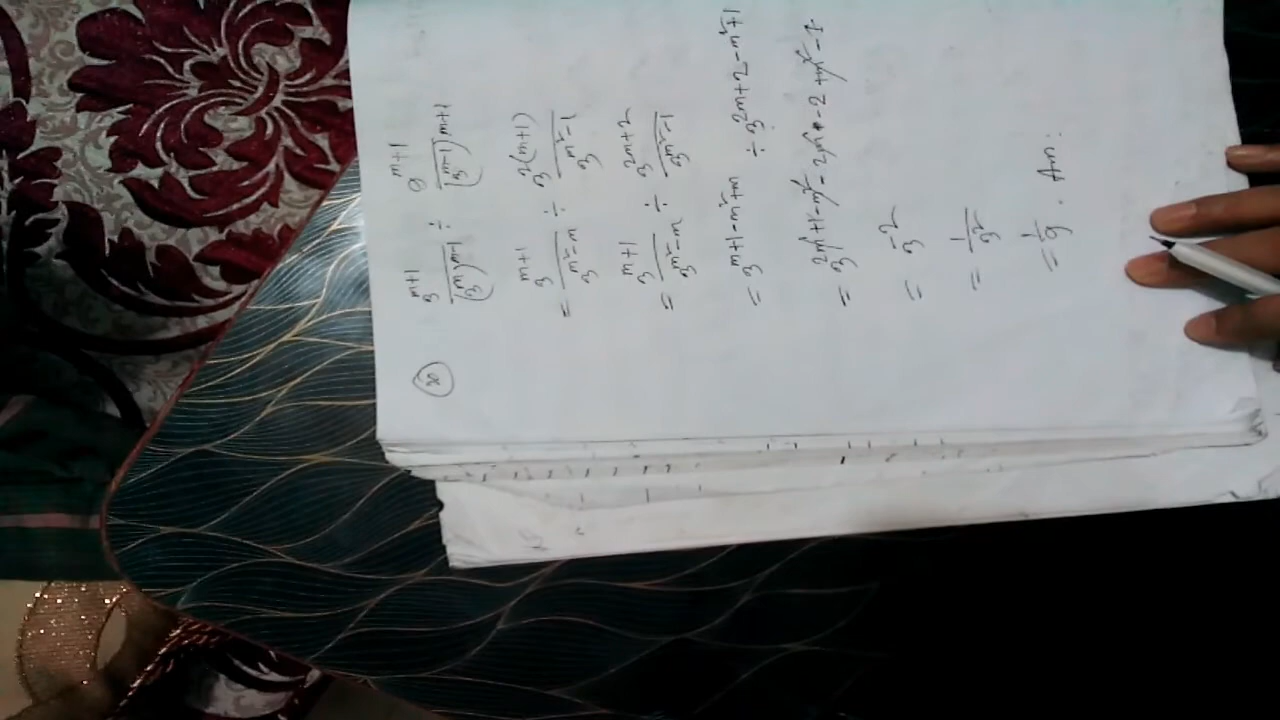 20
3^{m+1}/(3^m)^{m-1} ÷ 9^{m+1}/(3^{m-1})^{m+1}
= 3^{m+1}/3^{m²-m} ÷ 3^{2(m+1)}/3^{m²-1}
= 3^{m+1}/3^{m²-m} ÷ 3^{2m+2}/3^{m²-1}
= 3^{m+1-m²+m} ÷ 3^{2m+2-m²+1}
= 3^{2m+1-m²-2m-2+m²-1}
= 3^{-2}
= 1/3²
= 1/9 . Ans: